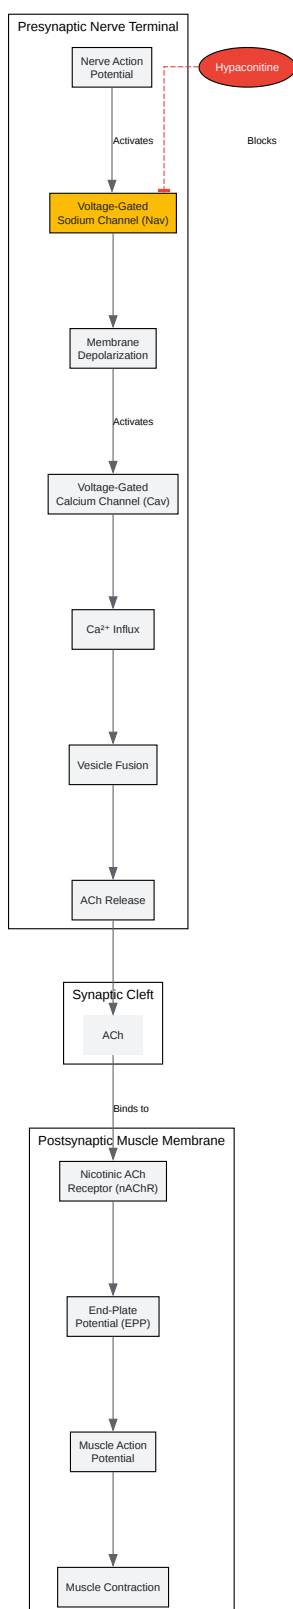 Presynaptic Nerve Terminal
Nerve Action
Potential
Hypaconitine
Activates
Blocks
Voltage-Gated
Sodium Channel (Nav)
Membrane
Depolarization
Activates
Voltage-Gated
Calcium Channel (Cav)
Ca²⁺ Influx
Vesicle Fusion
ACh Release
Synaptic Cleft
ACh
Binds to
Postsynaptic Muscle Membrane
Nicotinic ACh
Receptor (nAChR)
End-Plate
Potential (EPP)
Muscle Action
Potential
Muscle Contraction